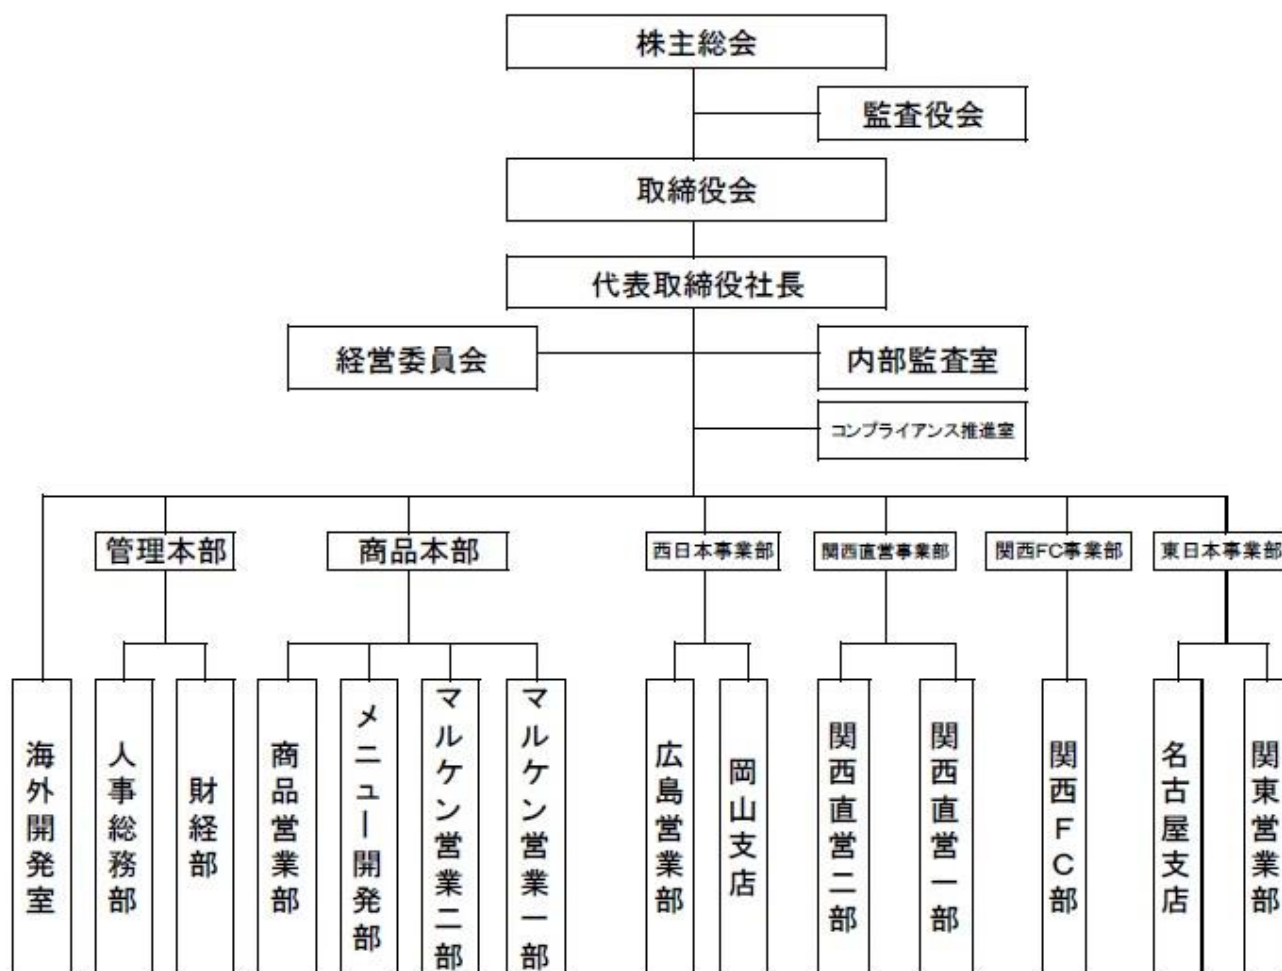 株主総会
監査役会
取締役会
代表取締役社長
経営委員会
内部監査室
コンプライアンス推進室
管理本部
商品本部
西日本事業部
関西直営事業部
関西FC事業部
東日本事業部
海外開発室
人事総務部
財経部
商品営業部
メニュー開発部
マルケン営業二部
マルケン営業一部
広島営業部
岡山支店
関西直営二部
関西直営一部
関西FC部
名古屋支店
関東営業部